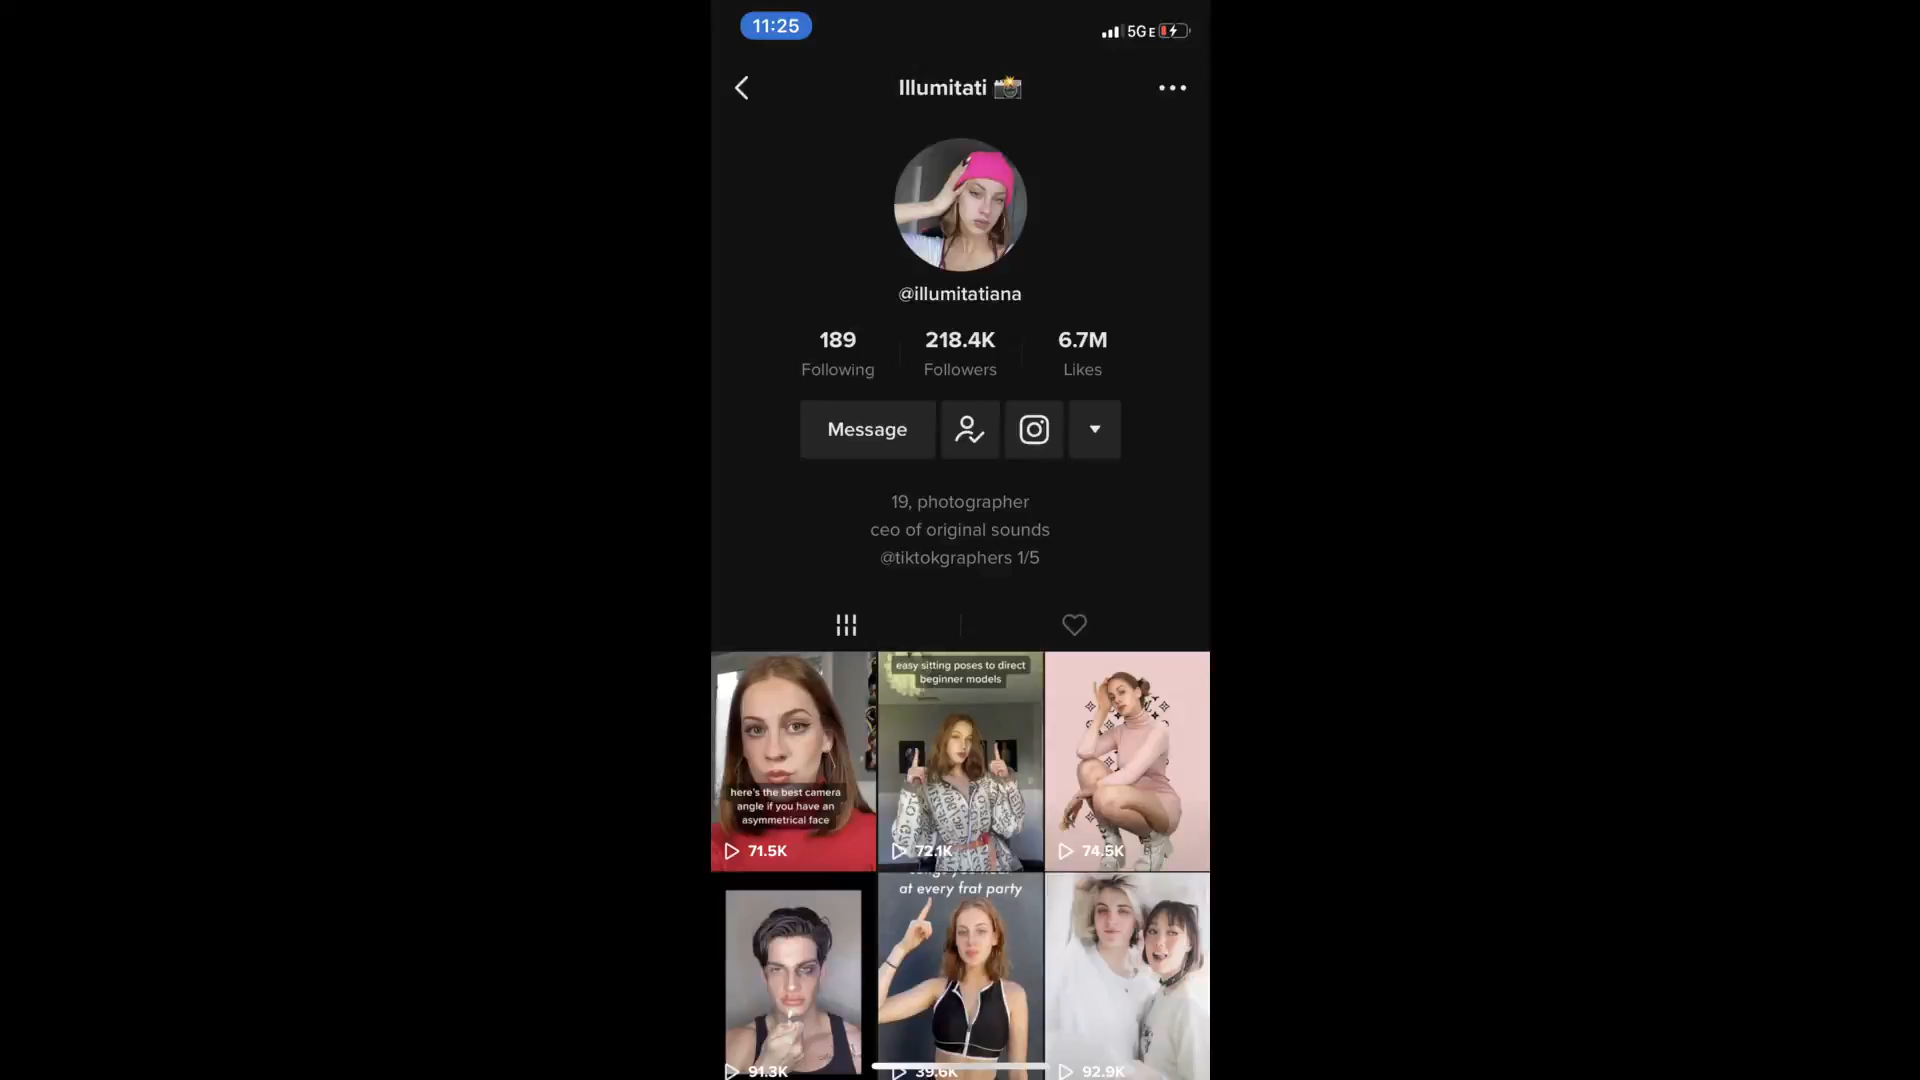 11:25
5GE
Illumitati
@illumitatiana
189
218.4K
6.7M
Following
Followers
Likes
Message
19, photographer
ceo of original sounds
@tiktokgraphers 1/5
here's the best camera
angle if you have an
asymmetrical face
71.5K
easy sitting poses to direct
beginner models
72.1K
74.5K
91.3K
at every frat party
39.6K
92.9K